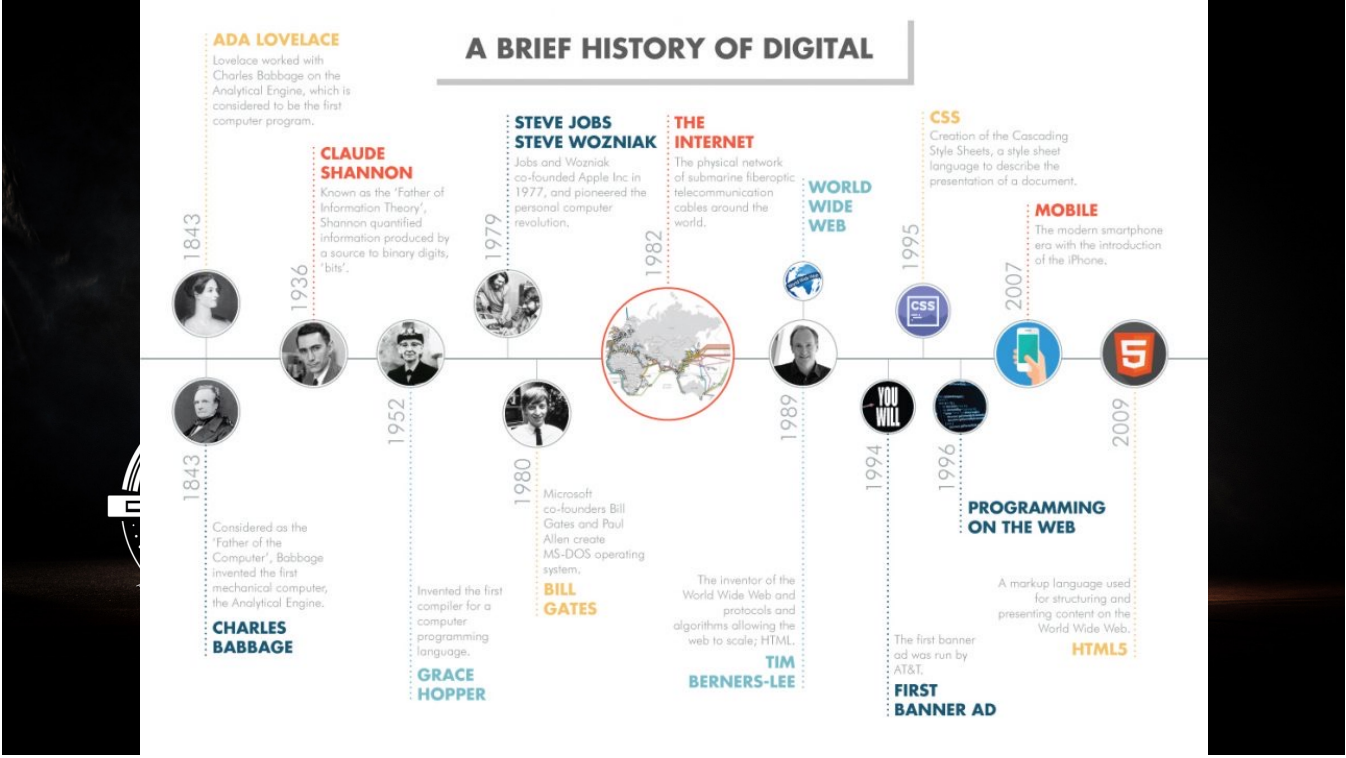 A BRIEF HISTORY OF DIGITAL
ADA LOVELACE
Lovelace worked with
Charles Babbage on the
Analytical Engine, which is
considered to be the first
computer program.
1843
CLAUDE
SHANNON
Known as the 'Father of
Information Theory',
Shannon quantified
information produced by
a source to binary digits,
'bits'.
1936
STEVE JOBS
STEVE WOZNIAK
Jobs and Wozniak
co-founded Apple Inc in
1977, and pioneered the
personal computer
revolution.
1979
THE
INTERNET
The physical network
of submarine fiberoptic
telecommunication
cables around the
world.
1982
WORLD
WIDE
WEB
CSS
Creation of the Cascading
Style Sheets, a style sheet
language to describe the
presentation of a document.
1995
CSS
MOBILE
The modern smartphone
era with the introduction
of the iPhone.
2007
1843
Considered as the
'Father of the
Computer', Babbage
invented the first
mechanical computer,
the Analytical Engine.
CHARLES
BABBAGE
1952
Invented the first
compiler for a
computer
programming
language.
GRACE
HOPPER
1980
Microsoft
co-founders Bill
Gates and Paul
Allen create
MS-DOS operating
system.
BILL
GATES
1989
The inventor of the
World Wide Web and
protocols and
algorithms allowing the
web to scale; HTML.
TIM
BERNERS-LEE
YOU
WILL
1994
The first banner
ad was run by
AT&T.
FIRST
BANNER AD
1996
PROGRAMMING
ON THE WEB
5
2009
A markup language used
for structuring and
presenting content on the
World Wide Web.
HTML5